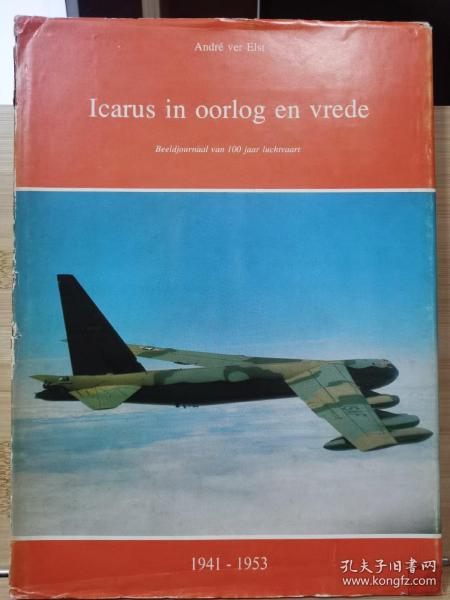 André ver Elst
Icarus in oorlog en vrede
Beeldjournaal van 100 jaar luchtvaart
1941 - 1953
孔夫子旧书网
www.kongfz.com